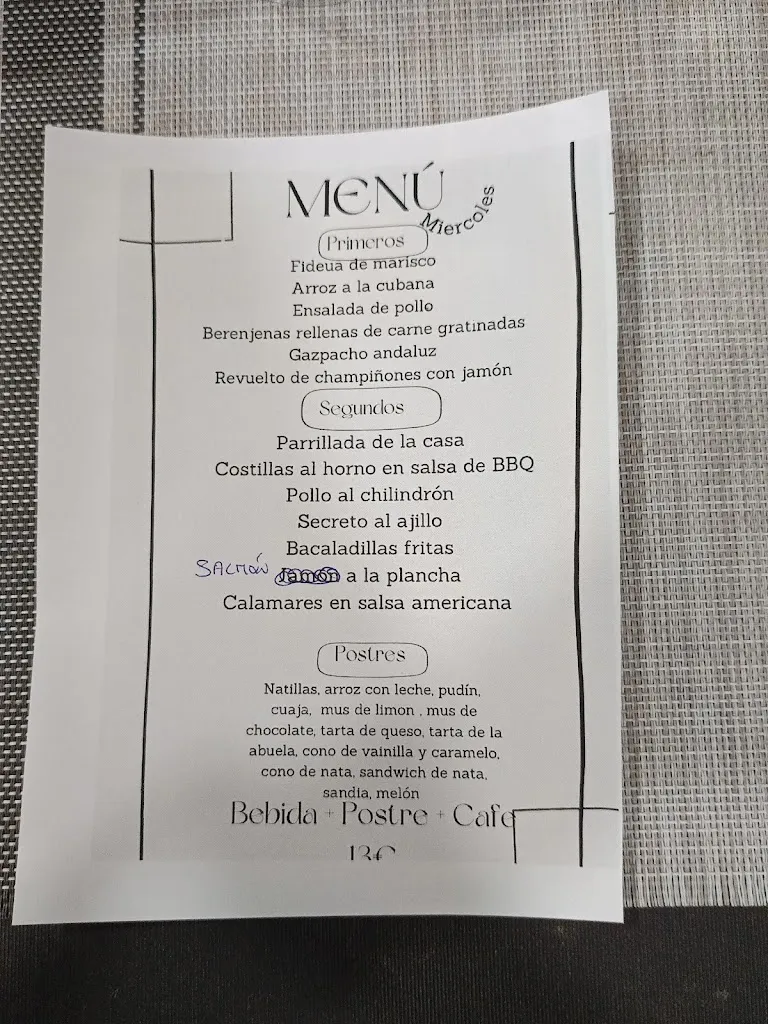 MENÚ
Miercoles
Primeros
Fideua de marisco
Arroz a la cubana
Ensalada de pollo
Berenjenas rellenas de carne gratinadas
Gazpacho andaluz
Revuelto de champiñones con jamón
Segundos
Parrillada de la casa
Costillas al horno en salsa de BBQ
Pollo al chilindrón
Secreto al ajillo
Bacaladillas fritas
SALMÓN Jamon a la plancha
Calamares en salsa americana
Postres
Natillas, arroz con leche, pudín,
cuaja, mus de limon , mus de
chocolate, tarta de queso, tarta de la
abuela, cono de vainilla y caramelo,
cono de nata, sandwich de nata,
sandia, melón
Bebida + Postre + Cafe
13€